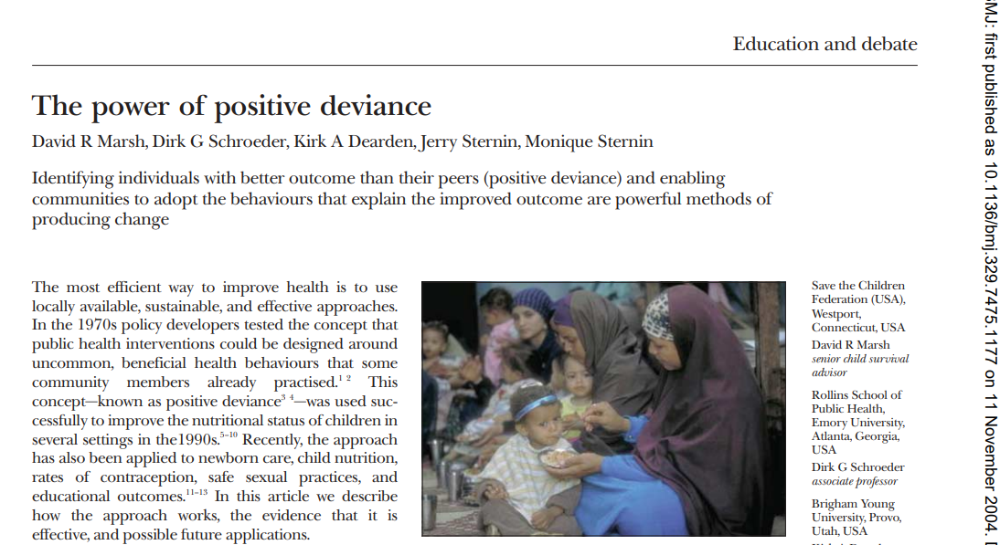 Education and debate
The power of positive deviance
David R Marsh, Dirk G Schroeder, Kirk A Dearden, Jerry Sternin, Monique Sternin
Identifying individuals with better outcome than their peers (positive deviance) and enabling
communities to adopt the behaviours that explain the improved outcome are powerful methods of
producing change
The most efficient way to improve health is to use
locally available, sustainable, and effective approaches.
In the 1970s policy developers tested the concept that
public health interventions could be designed around
uncommon, beneficial health behaviours that some
community members already practised.1 2 This
concept—known as positive deviance3 4—was used suc-
cessfully to improve the nutritional status of children in
several settings in the1990s.5–10 Recently, the approach
has also been applied to newborn care, child nutrition,
rates of contraception, safe sexual practices, and
educational outcomes.11–13 In this article we describe
how the approach works, the evidence that it is
effective, and possible future applications.
Save the Children
Federation (USA),
Westport,
Connecticut, USA
David R Marsh
senior child survival
advisor
Rollins School of
Public Health,
Emory University,
Atlanta, Georgia,
USA
Dirk G Schroeder
associate professor
Brigham Young
University, Provo,
Utah, USA
BMJ: first published as 10.1136/bmj.329.7475.1177 on 11 November 2004.